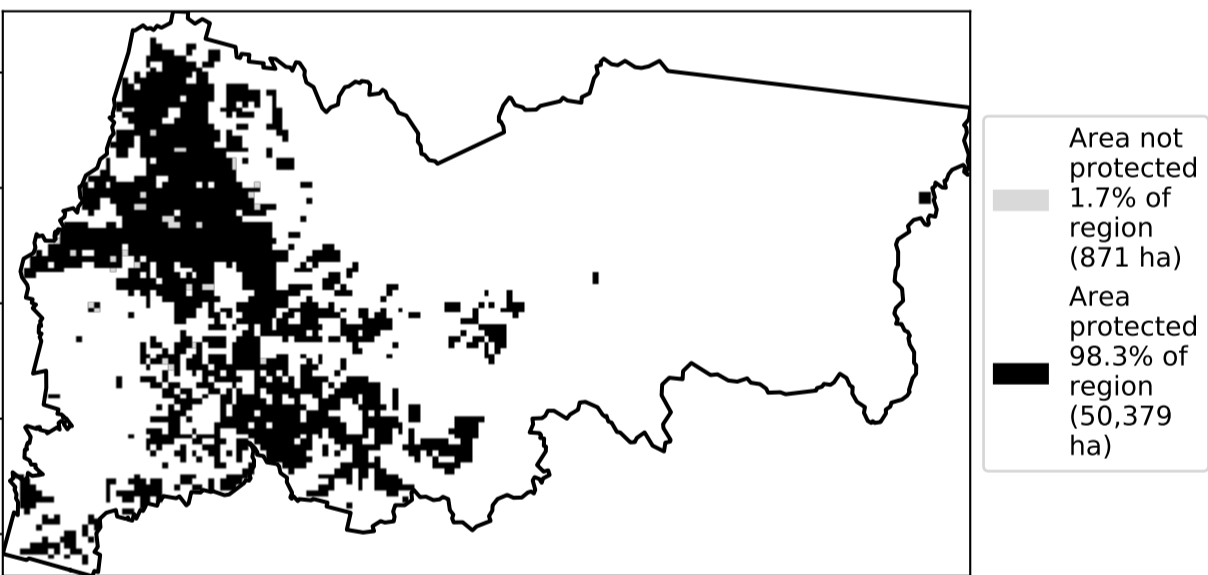 Area not
protected
1.7% of
region
(871 ha)
Area
protected
98.3% of
region
(50,379
ha)